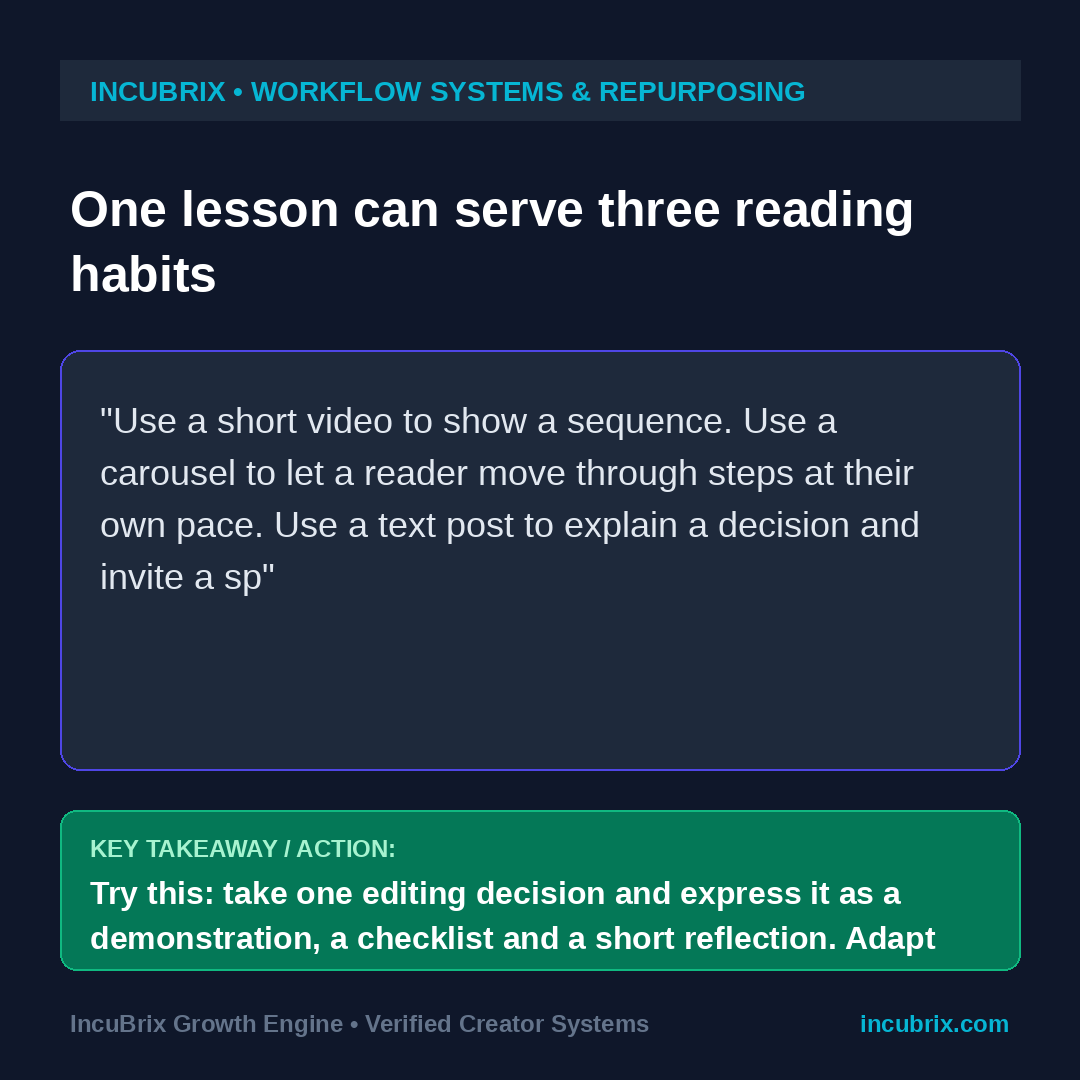 INCUBRIX • WORKFLOW SYSTEMS & REPURPOSING
One lesson can serve three reading
habits
"Use a short video to show a sequence. Use a
carousel to let a reader move through steps at their
own pace. Use a text post to explain a decision and
invite a sp"
KEY TAKEAWAY / ACTION:
Try this: take one editing decision and express it as a
demonstration, a checklist and a short reflection. Adapt
IncuBrix Growth Engine • Verified Creator Systems
incubrix.com